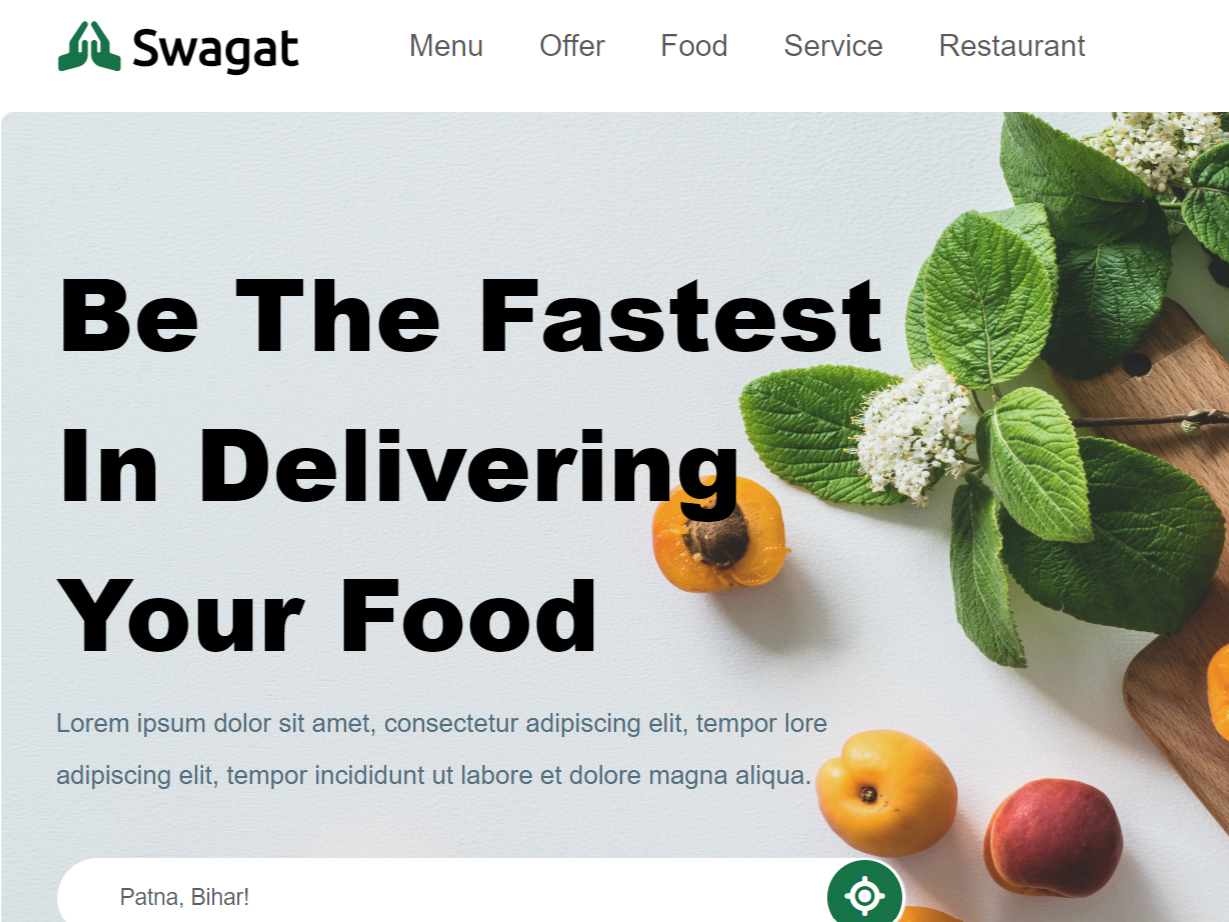 Swagat
Menu Offer Food Service Restaurant
Be The Fastest
In Delivering
Your Food
Lorem ipsum dolor sit amet, consectetur adipiscing elit, tempor lore
adipiscing elit, tempor incididunt ut labore et dolore magna aliqua.
Patna, Bihar!